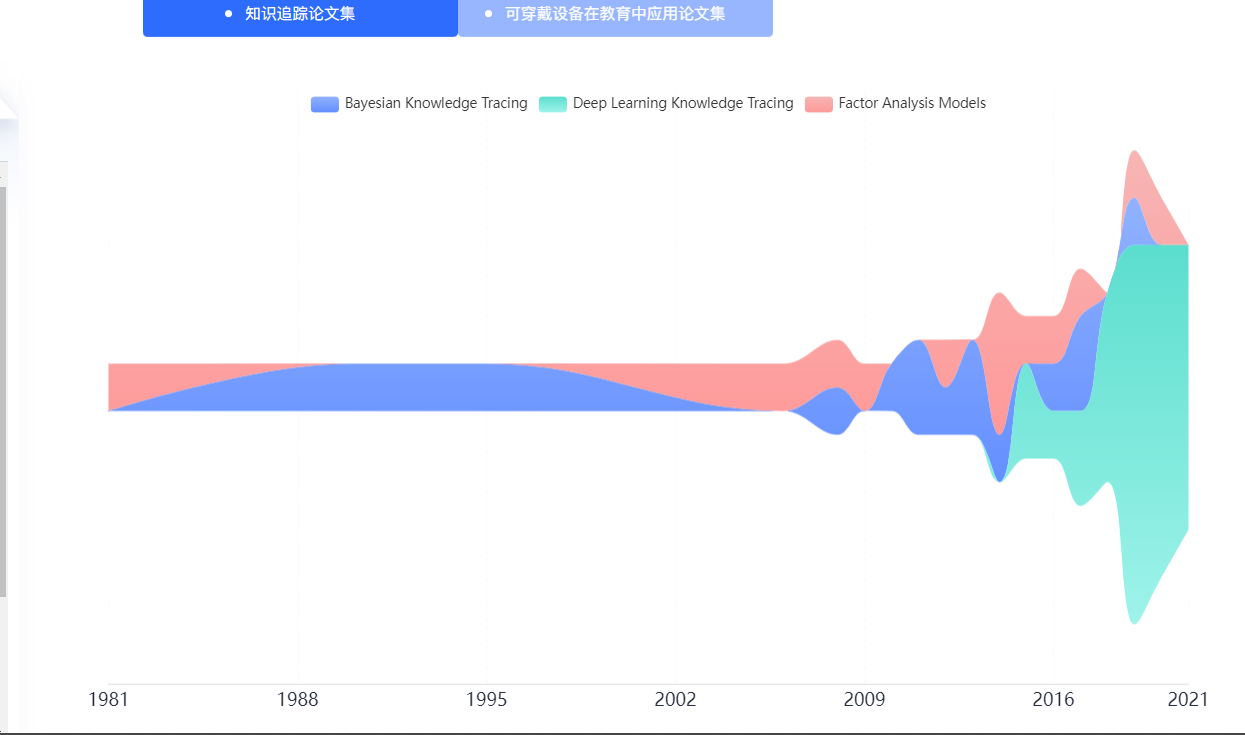 知识追踪论文集
可穿戴设备在教育中应用论文集
Bayesian Knowledge Tracing Deep Learning Knowledge Tracing Factor Analysis Models
1981 1988 1995 2002 2009 2016 2021